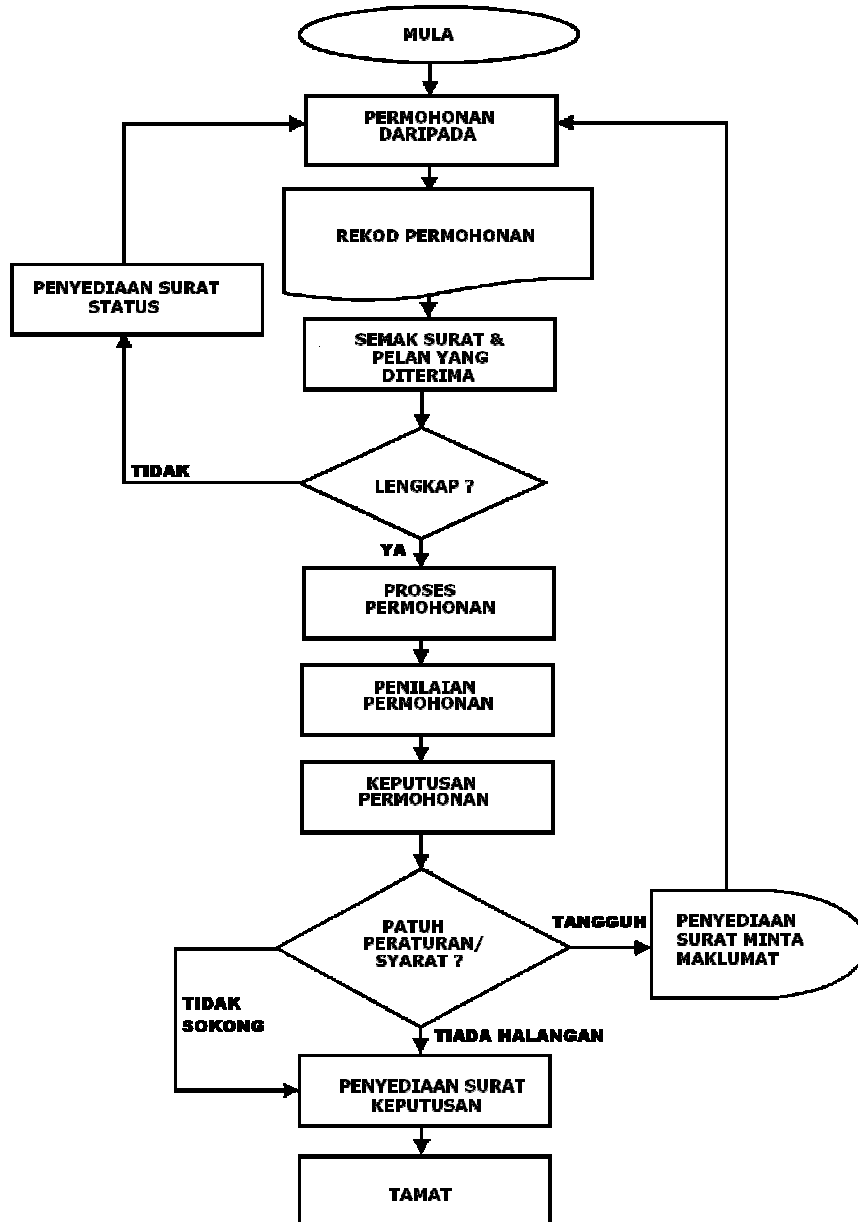 MULA
PERMOHONAN
DARIPADA
REKOD PERMOHONAN
PENYEDIAAN SURAT
STATUS
SEMAK SURAT &
PELAN YANG
DITERIMA
TIDAK
LENGKAP ?
YA
PROSES
PERMOHONAN
PENILAIAN
PERMOHONAN
KEPUTUSAN
PERMOHONAN
PATUH
PERATURAN/
SYARAT ?
TANGGUH
PENYEDIAAN
SURAT MINTA
MAKLUMAT
TIDAK
SOKONG
TIADA HALANGAN
PENYEDIAAN SURAT
KEPUTUSAN
TAMAT